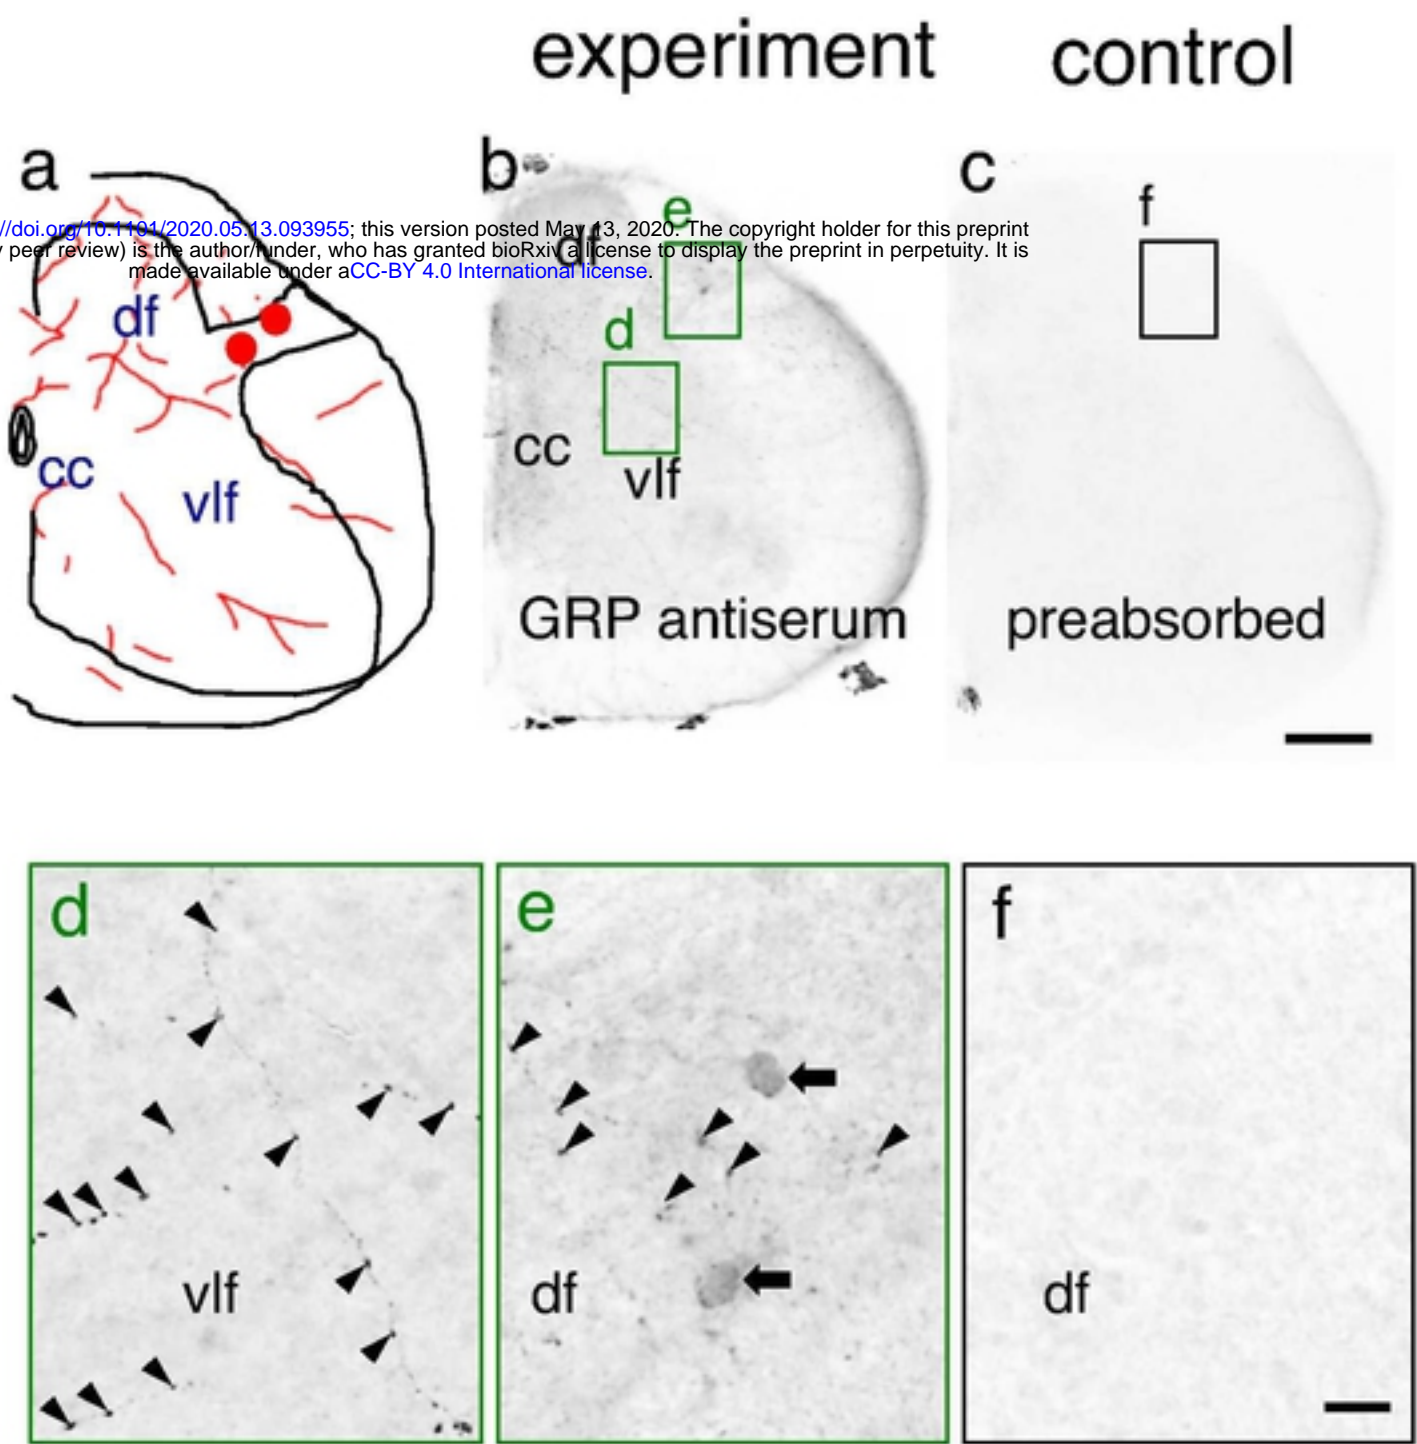 experiment control
a b c
f
e
//doi.org/10.1101/2020.05.13.093955; this version posted May 13, 2020. The copyright holder for this preprint
peer review) is the author/funder, who has granted bioRxiv a license to display the preprint in perpetuity. It is
made available under aCC-BY 4.0 International license.
df df
d
cc cc
vlf vlf
GRP antiserum preabsorbed
d e f
vlf df df